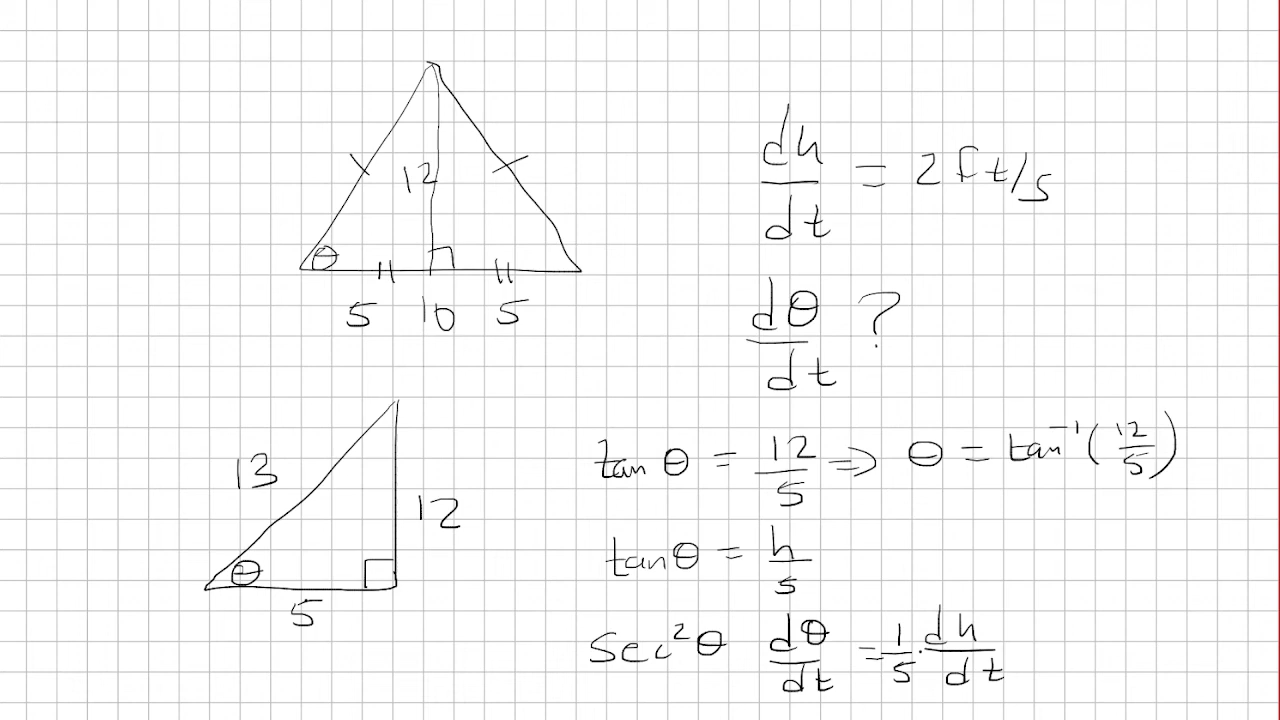 12
θ
5 10 5
dh/dt = 2 ft/s
dθ/dt ?
13
12
θ
5
tan θ = 12/5 ⇒ θ = tan⁻¹(12/5)
tan θ = h/5
sec²θ dθ/dt = 1/5 · dh/dt